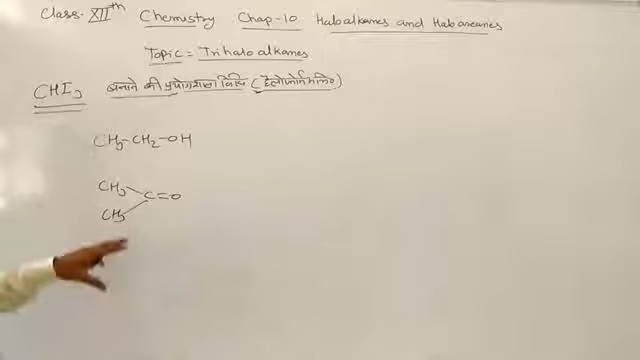 Class-XIIth Chemistry Chap-10 Haloalkanes and Haloarenes
Topic = Trihaloalkanes
CHI3 बनाने की प्रयोगशाला विधि (हैलोफोर्म अभि०)
CH3-CH2-OH
CH3
C=O
CH3